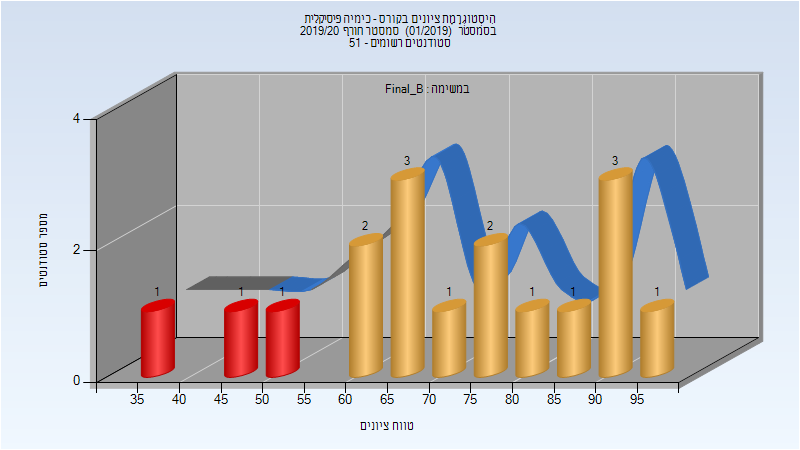 היסטוגרמת ציונים בקורס - כימיה פיסיקלית
בסמסטר (01/2019) סמסטר חורף 2019/20
סטודנטים רשומים - 51
במשימה : Final_B
מספר סטודנטים
4
2
0
1
1
1
2
3
1
2
1
1
3
1
35 40 45 50 55 60 65 70 75 80 85 90 95
טווח ציונים